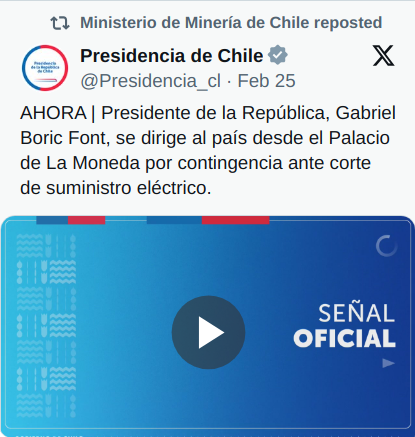 Ministerio de Minería de Chile reposted
Presidencia de Chile
@Presidencia_cl · Feb 25
Presidencia
de la República
de Chile
AHORA | Presidente de la República, Gabriel
Boric Font, se dirige al país desde el Palacio
de La Moneda por contingencia ante corte
de suministro eléctrico.
SEÑAL
OFICIAL